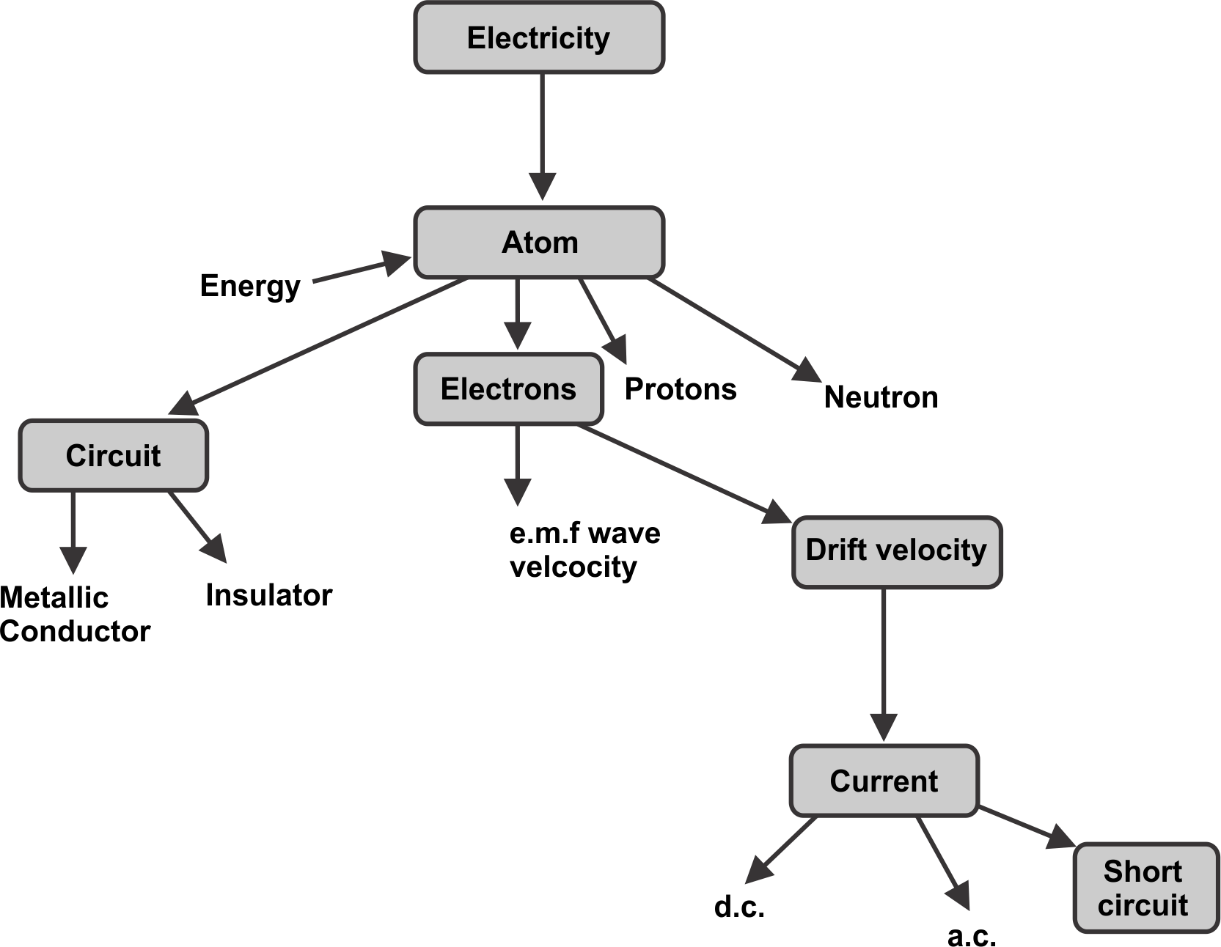 Electricity
Atom
Energy
Electrons
Protons
Neutron
Circuit
e.m.f wave
velcocity
Drift velocity
Metallic
Conductor
Insulator
Current
Short
circuit
d.c.
a.c.